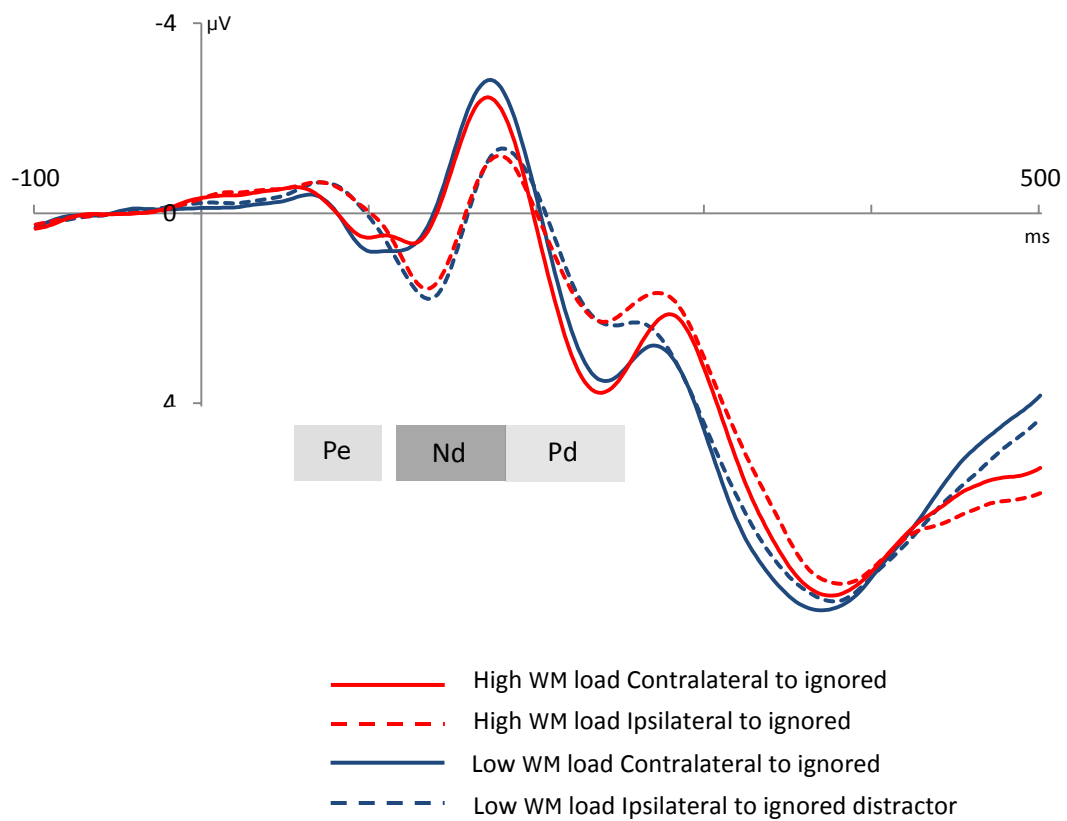 -4
µV
-100
500
0
ms
4
Pe
Nd
Pd
High WM load Contralateral to ignored
High WM load Ipsilateral to ignored
Low WM load Contralateral to ignored
Low WM load Ipsilateral to ignored distractor